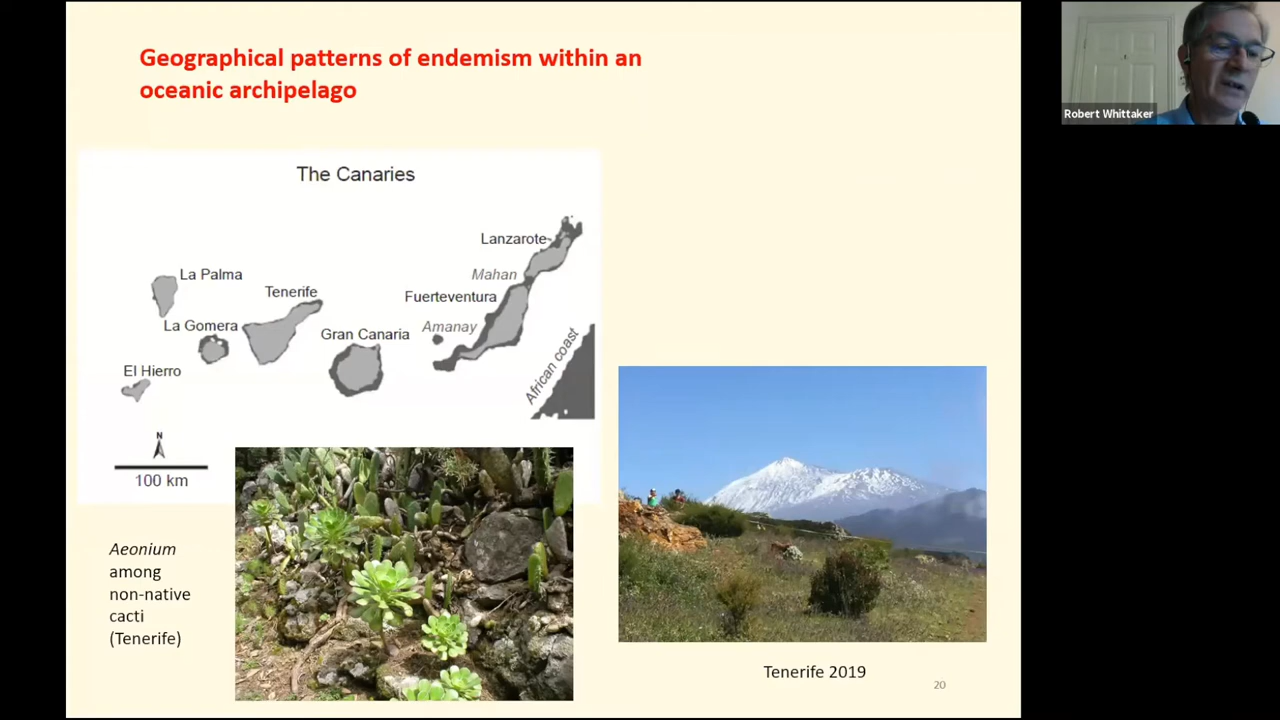 Geographical patterns of endemism within an
oceanic archipelago
The Canaries
Lanzarote
Mahan
La Palma
Tenerife
Fuerteventura
La Gomera
Gran Canaria
Amanay
African coast
El Hierro
N
100 km
Aeonium
among
non-native
cacti
(Tenerife)
Tenerife 2019
20
Robert Whittaker